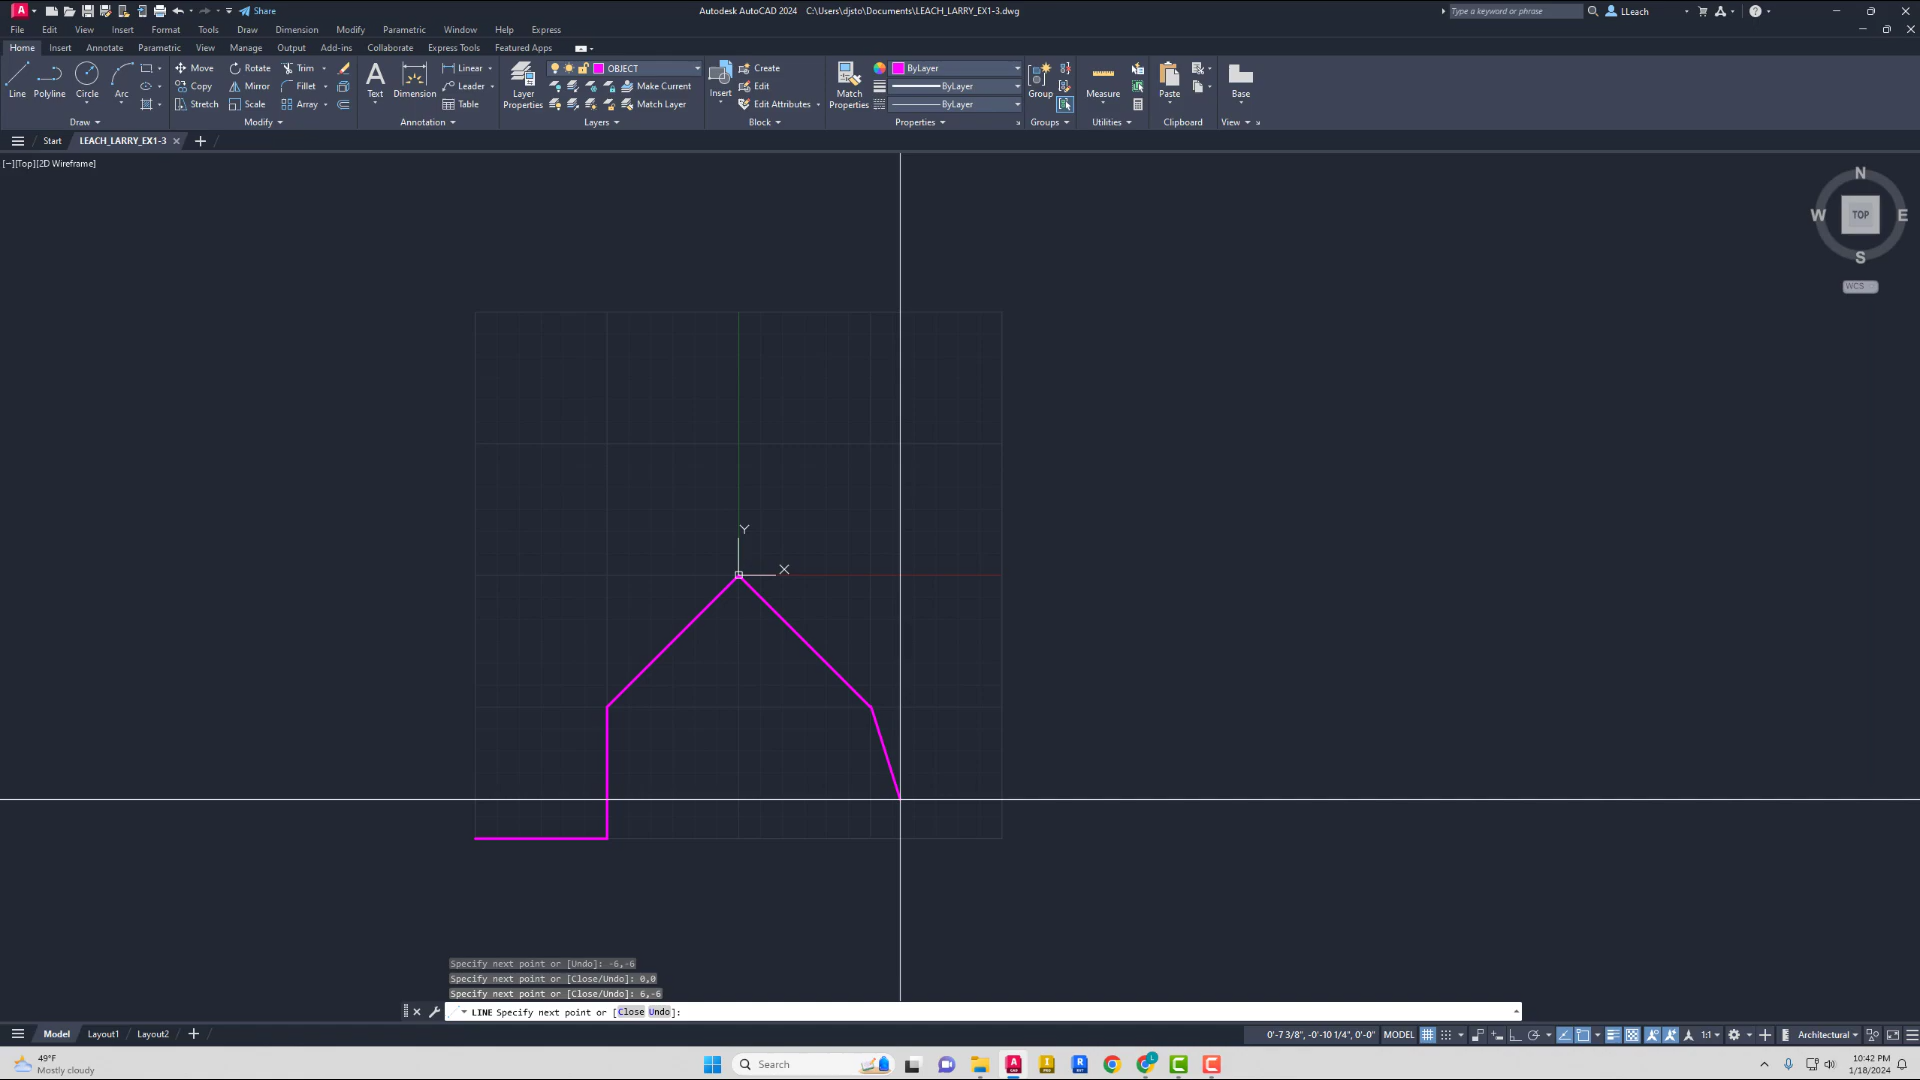 Share
Autodesk AutoCAD 2024 C:\Users\djsto\Documents\LEACH_LARRY_EX1-3.dwg
Type a keyword or phrase
LLeach
File Edit View Insert Format Tools Draw Dimension Modify Parametric Window Help Express
Home Insert Annotate Parametric View Manage Output Add-ins Collaborate Express Tools Featured Apps
Line
Polyline
Circle
Arc
Draw
Move Rotate Trim
Copy Mirror Fillet
Stretch Scale Array
Modify
Text
Dimension
Linear
Leader
Table
Annotation
Layer
Properties
OBJECT
Make Current
Match Layer
Layers
Insert
Create
Edit
Edit Attributes
Block
Match
Properties
ByLayer
ByLayer
ByLayer
Properties
Group
Groups
Measure
Utilities
Paste
Clipboard
Base
View
Start LEACH_LARRY_EX1-3
[−][Top][2D Wireframe]
N
W TOP E
S
WCS
Y
X
Specify next point or [Undo]: -6,-6
Specify next point or [Close/Undo]: 0,0
Specify next point or [Close/Undo]: 6,-6
LINE Specify next point or [Close Undo]:
Model Layout1 Layout2
0'-7 3/8", -0'-10 1/4", 0'-0" MODEL 1:1 Architectural
49°F
Mostly cloudy
Search
10:42 PM
1/18/2024